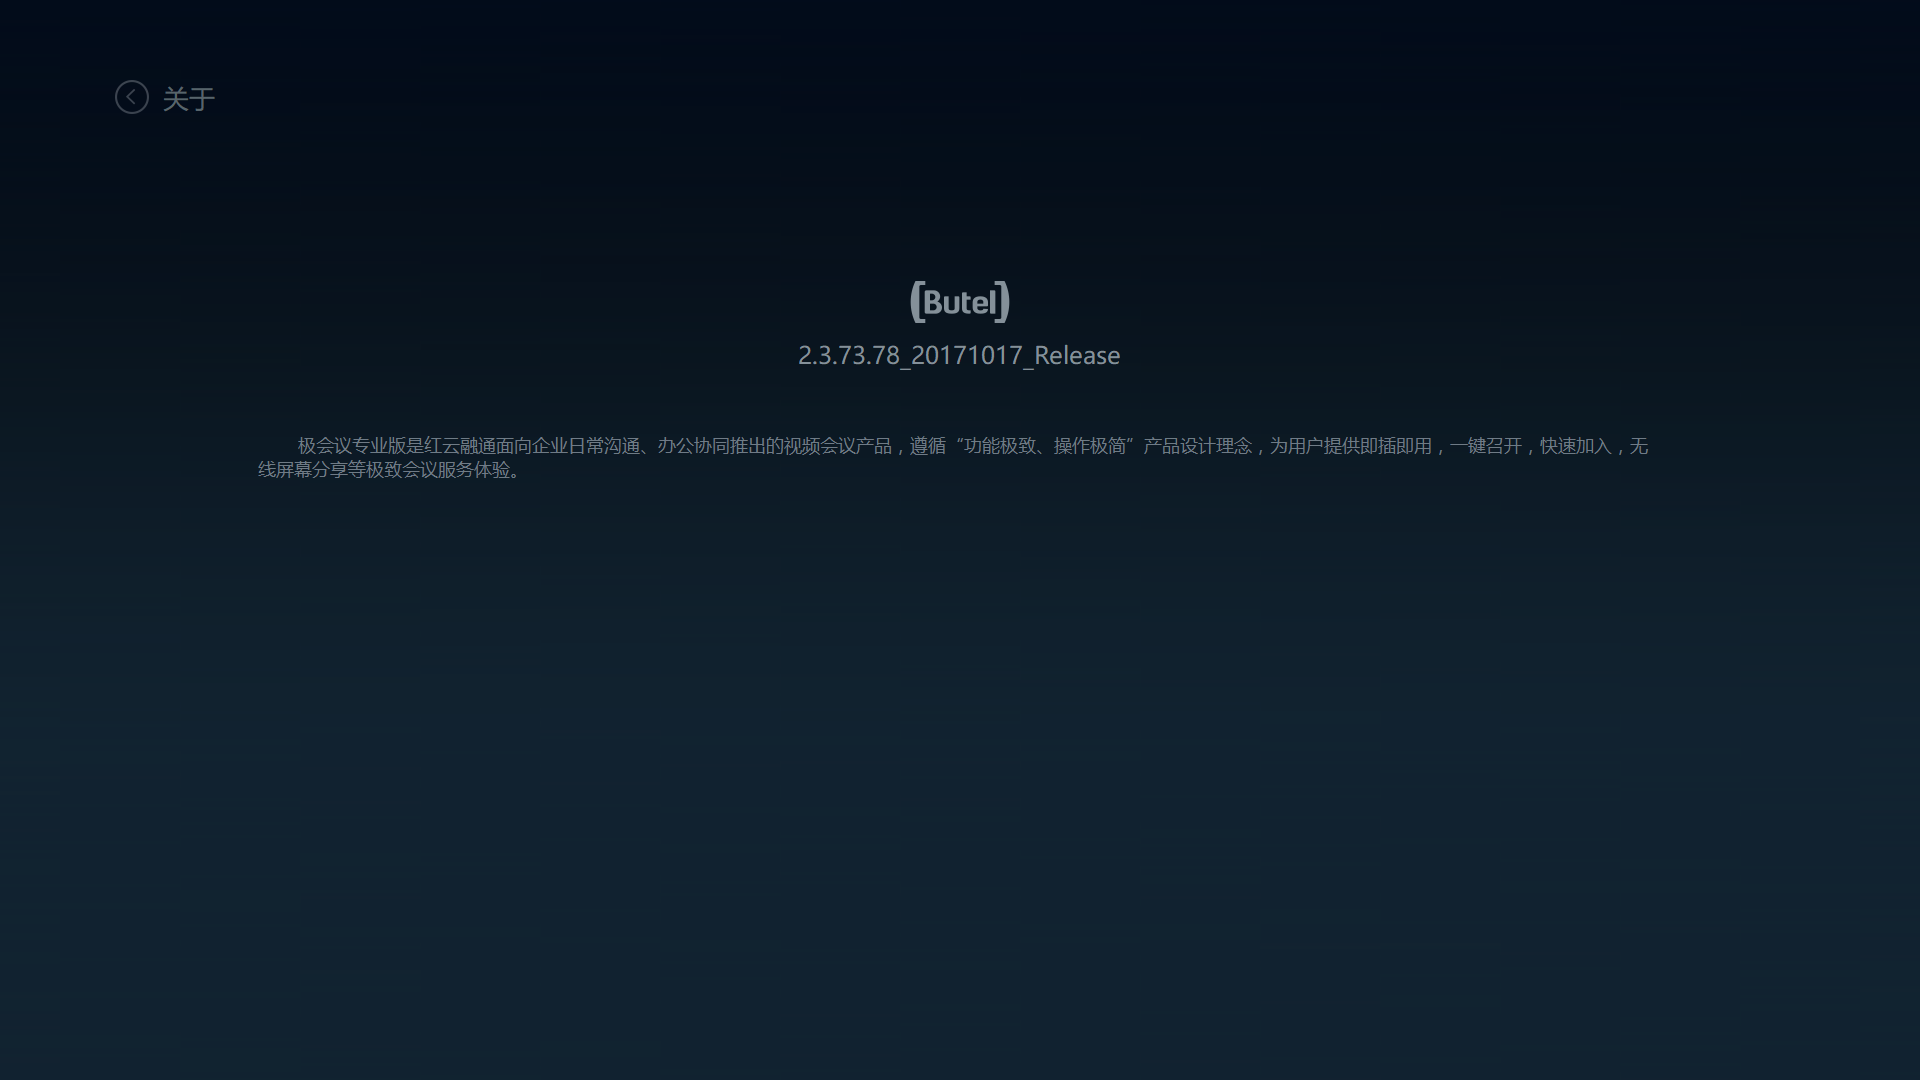 关于
Butel
2.3.73.78_20171017_Release
极会议专业版是红云融通面向企业日常沟通、办公协同推出的视频会议产品，遵循“功能极致、操作极简”产品设计理念，为用户提供即插即用，一键召开，快速加入，无
线屏幕分享等极致会议服务体验。